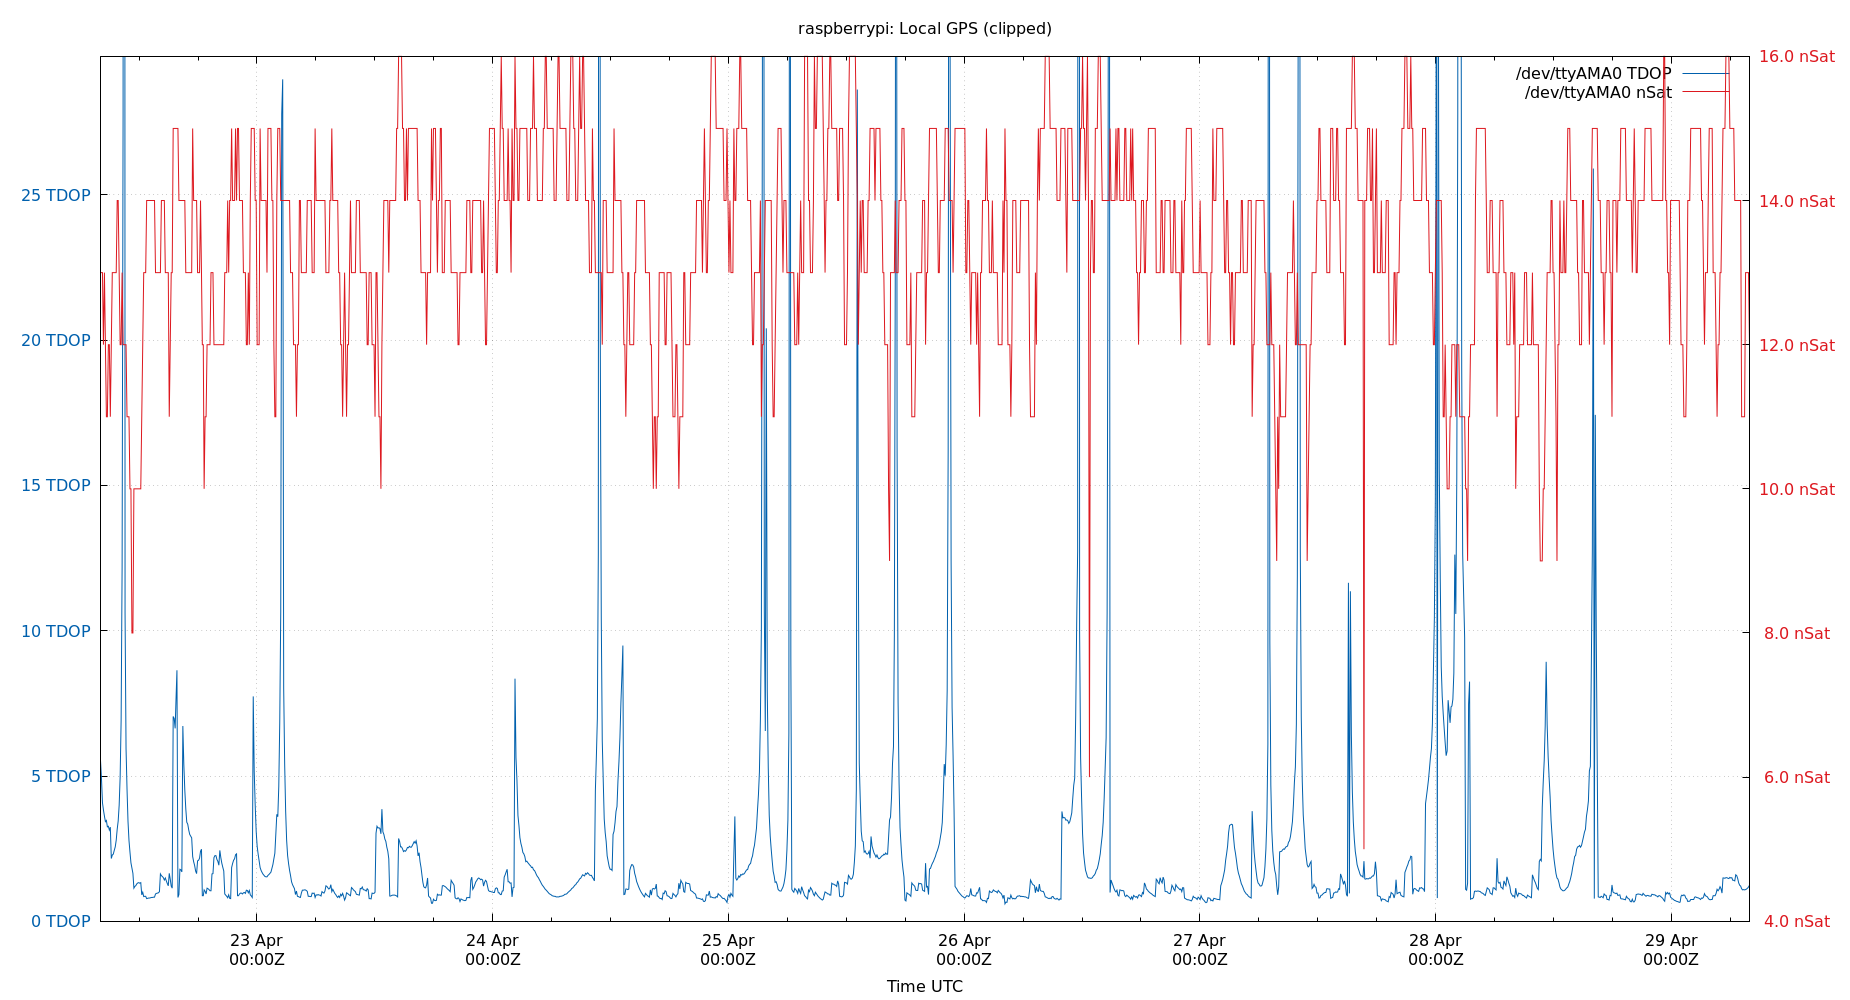 raspberrypi: Local GPS (clipped)
/dev/ttyAMA0 TDOP
/dev/ttyAMA0 nSat
25 TDOP
20 TDOP
15 TDOP
10 TDOP
5 TDOP
0 TDOP
16.0 nSat
14.0 nSat
12.0 nSat
10.0 nSat
8.0 nSat
6.0 nSat
4.0 nSat
23 Apr
00:00Z
24 Apr
00:00Z
25 Apr
00:00Z
26 Apr
00:00Z
27 Apr
00:00Z
28 Apr
00:00Z
29 Apr
00:00Z
Time UTC